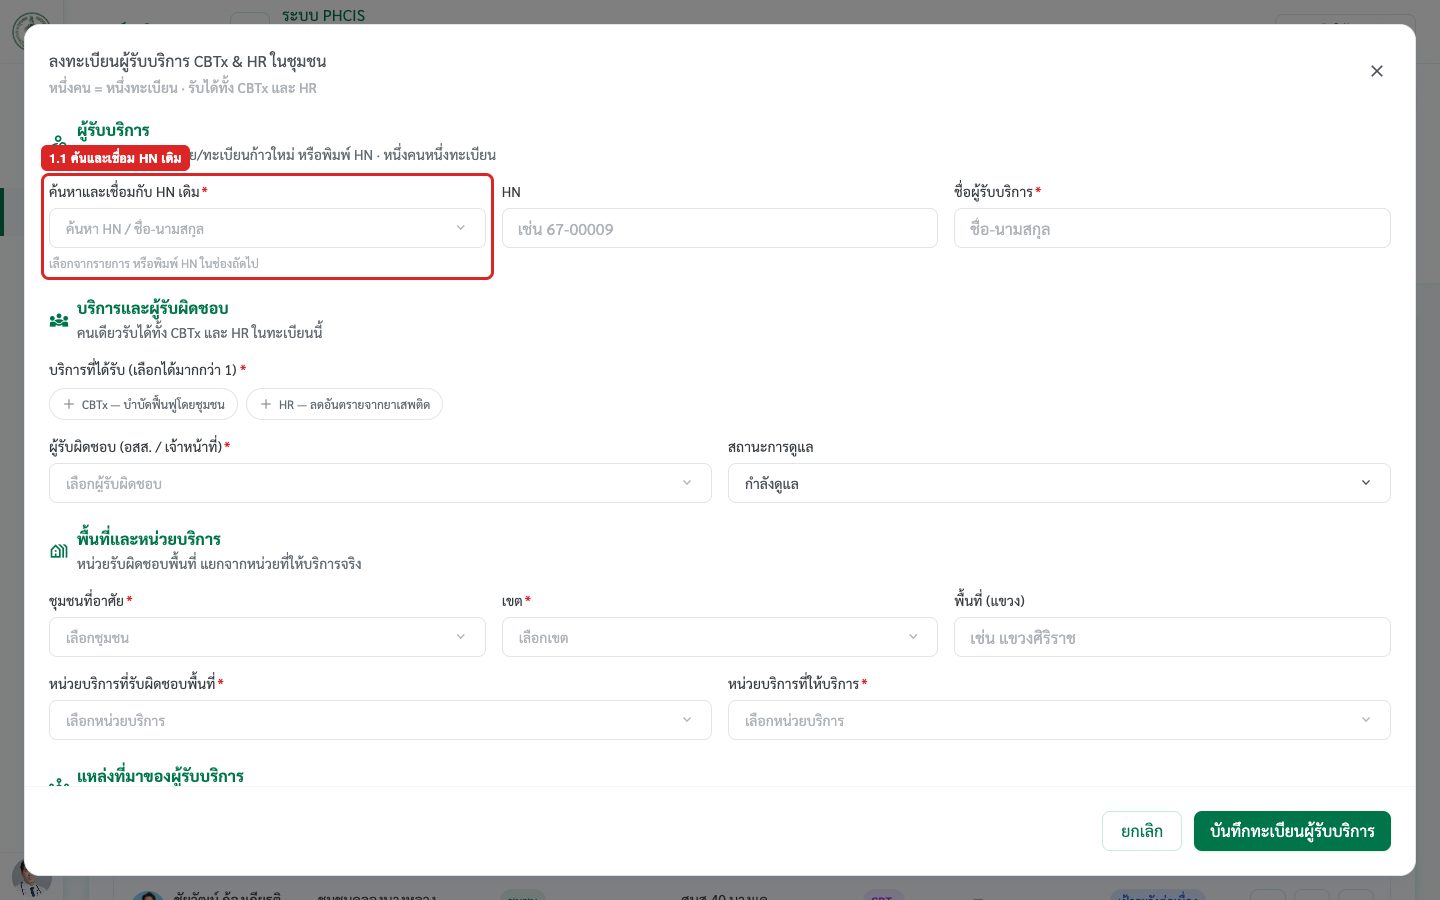 ระบบ PHCIS
ลงทะเบียนผู้รับบริการ CBTx & HR ในชุมชน
หนึ่งคน = หนึ่งทะเบียน · รับได้ทั้ง CBTx และ HR
ผู้รับบริการ
1.1 ค้นและเชื่อม HN เดิม
/ทะเบียนก้าวใหม่ หรือพิมพ์ HN · หนึ่งคนหนึ่งทะเบียน
ค้นหาและเชื่อมกับ HN เดิม *
HN
ชื่อผู้รับบริการ *
ค้นหา HN / ชื่อ-นามสกุล
เช่น 67-00009
ชื่อ-นามสกุล
เลือกจากรายการ หรือพิมพ์ HN ในช่องถัดไป
บริการและผู้รับผิดชอบ
คนเดียวรับได้ทั้ง CBTx และ HR ในทะเบียนนี้
บริการที่ได้รับ (เลือกได้มากกว่า 1) *
+ CBTx — บำบัดฟื้นฟูโดยชุมชน
+ HR — ลดอันตรายจากยาเสพติด
ผู้รับผิดชอบ (อสส. / เจ้าหน้าที่) *
สถานะการดูแล
เลือกผู้รับผิดชอบ
กำลังดูแล
พื้นที่และหน่วยบริการ
หน่วยรับผิดชอบพื้นที่ แยกจากหน่วยที่ให้บริการจริง
ชุมชนที่อาศัย *
เขต *
พื้นที่ (แขวง)
เลือกชุมชน
เลือกเขต
เช่น แขวงศิริราช
หน่วยบริการที่รับผิดชอบพื้นที่ *
หน่วยบริการที่ให้บริการ *
เลือกหน่วยบริการ
เลือกหน่วยบริการ
แหล่งที่มาของผู้รับบริการ
ยกเลิก
บันทึกทะเบียนผู้รับบริการ